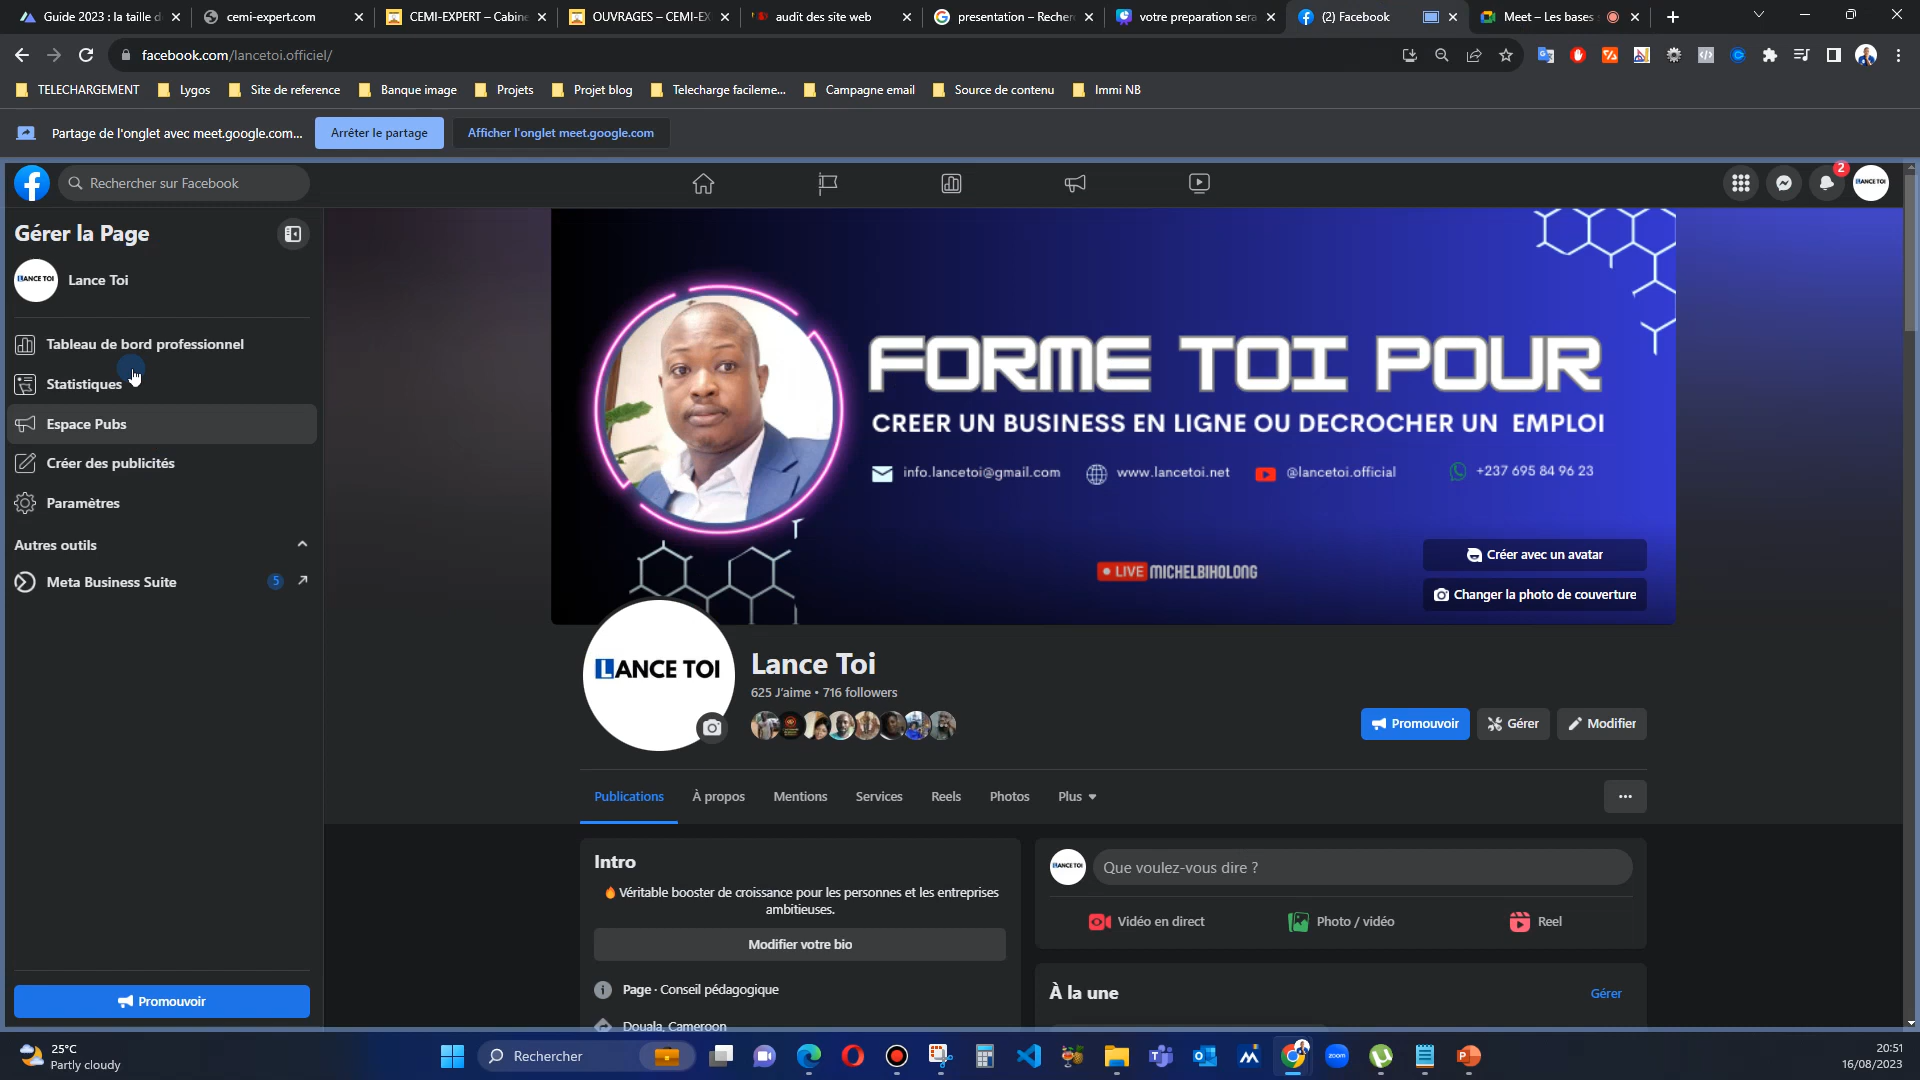 Guide 2023 : la taille d
cemi-expert.com
CEMI-EXPERT – Cabine
OUVRAGES – CEMI-EX
audit des site web
presentation – Recher
votre preparation sera
(2) Facebook
Meet – Les bases
facebook.com/lancetoi.officiel/
TELECHARGEMENT
Lygos
Site de reference
Banque image
Projets
Projet blog
Telecharge facileme...
Campagne email
Source de contenu
Immi NB
Partage de l'onglet avec meet.google.com...
Arrêter le partage
Afficher l'onglet meet.google.com
Rechercher sur Facebook
2
LANCE TOI
Gérer la Page
LANCE TOI
Lance Toi
Tableau de bord professionnel
Statistiques
Espace Pubs
Créer des publicités
Paramètres
Autres outils
Meta Business Suite
5
Promouvoir
FORME TOI POUR
CREER UN BUSINESS EN LIGNE OU DECROCHER UN EMPLOI
info.lancetoi@gmail.com
www.lancetoi.net
@lancetoi.official
+237 695 84 96 23
LIVE MICHELBIHOLONG
Créer avec un avatar
Changer la photo de couverture
LANCE TOI
Lance Toi
625 J'aime • 716 followers
Promouvoir
Gérer
Modifier
Publications
À propos
Mentions
Services
Reels
Photos
Plus
Intro
Véritable booster de croissance pour les personnes et les entreprises
ambitieuses.
Modifier votre bio
Page · Conseil pédagogique
Douala, Cameroon
LANCE TOI
Que voulez-vous dire ?
Vidéo en direct
Photo / vidéo
Reel
À la une
Gérer
25°C
Partly cloudy
Rechercher
zoom
20:51
16/08/2023